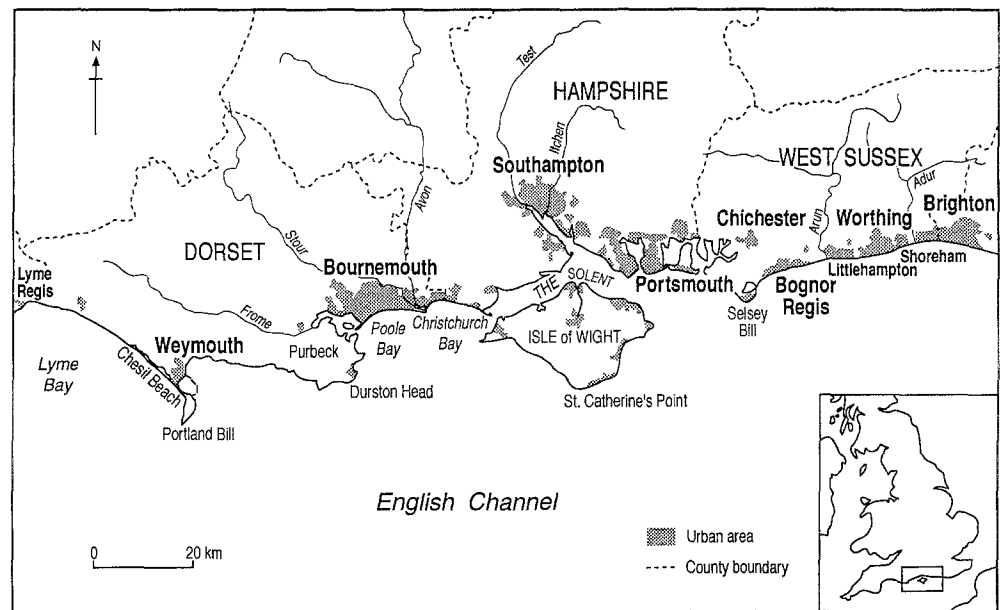 N
Test
HAMPSHIRE
Itchen
Southampton
WEST SUSSEX
Adur
Avon
Arun
Chichester
Worthing
Brighton
DORSET
Stour
Shoreham
Bournemouth
Littlehampton
Lyme
Regis
THE SOLENT
Portsmouth
Bognor
Regis
Selsey
Bill
Frome
Poole
Bay
Christchurch
Bay
ISLE of WIGHT
Purbeck
Weymouth
Lyme
Bay
Chesil Beach
Durston Head
St. Catherine's Point
Portland Bill
English Channel
Urban area
0 20 km
County boundary